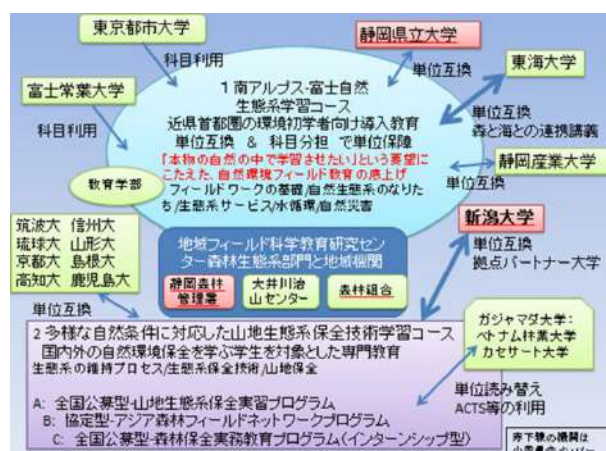 東京都市大学
静岡県立大学
科目利用
単位互換
東海大学
富士常葉大学
1南アルプス-富士自然
生態系学習コース
近県首都圏の環境初学者向け導入教育
単位互換 & 科目分担 で単位保障
「本物の自然の中で学習させたい」という要望に
こたえた、自然環境フィールド教育の底上げ
フィールドワークの基礎/自然生態系のなりた
ち/生態系サービス/水循環/自然災害
科目利用
単位互換
森と海との連携講義
静岡産業大学
単位互換
教育学部
筑波大 信州大
琉球大 山形大
京都大 島根大
高知大 鹿児島大
単位互換
地域フィールド科学教育研究セン
ター森林生態系部門と地域機関
静岡森林
管理署
大井川治
山センター
森林組合
新潟大学
単位互換
拠点パートナー大学
2多様な自然条件に対応した山地生態系保全技術学習コース
国内外の自然環境保全を学ぶ学生を対象とした専門教育
生態系の維持プロセス/生態系保全技術/山地保全
A: 全国公募型-山地生態系保全実習プログラム
B: 協定型-アジア森林フィールドネットワークプログラム
C: 全国公募型-森林保全実務教育プログラム(インターンシップ型)
ガジャマダ大学:
ベトナム林業大学
カセサート大学
単位読み替え
ACTS等の利用
赤下線の機関は